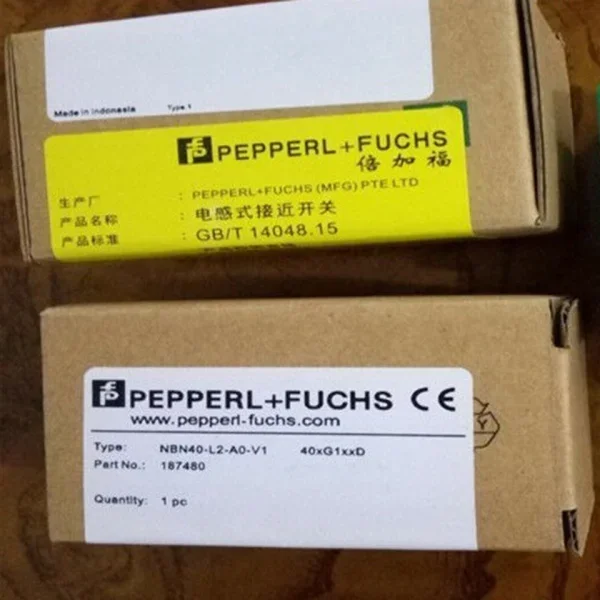 Made in Indonesia Type 1
PEPPERL+FUCHS
倍加福
生产厂 : PEPPERL+FUCHS (MFG) PTE LTD
产品名称 : 电感式接近开关
产品标准 : GB/T 14048.15
PEPPERL+FUCHS CE
www.pepperl-fuchs.com
Type: NBN40-L2-A0-V1 40xG1xxD
Part No.: 187480
Quantity: 1 pc